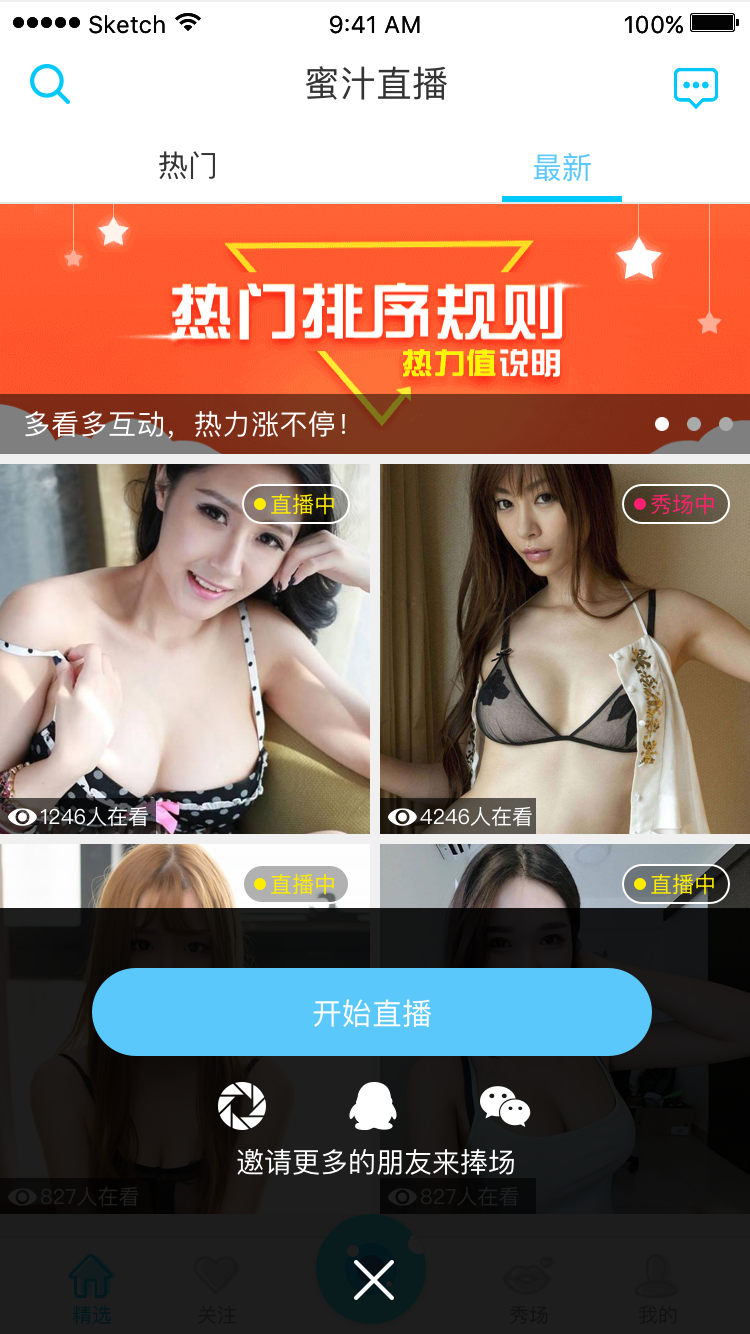 Sketch 9:41 AM 100%
蜜汁直播
热门 最新
热门排序规则
热力值说明
多看多互动，热力涨不停！
直播中 秀场中
1246人在看 4246人在看
直播中 直播中
开始直播
邀请更多的朋友来捧场
827人在看 827人在看
精选 关注 秀场 我的